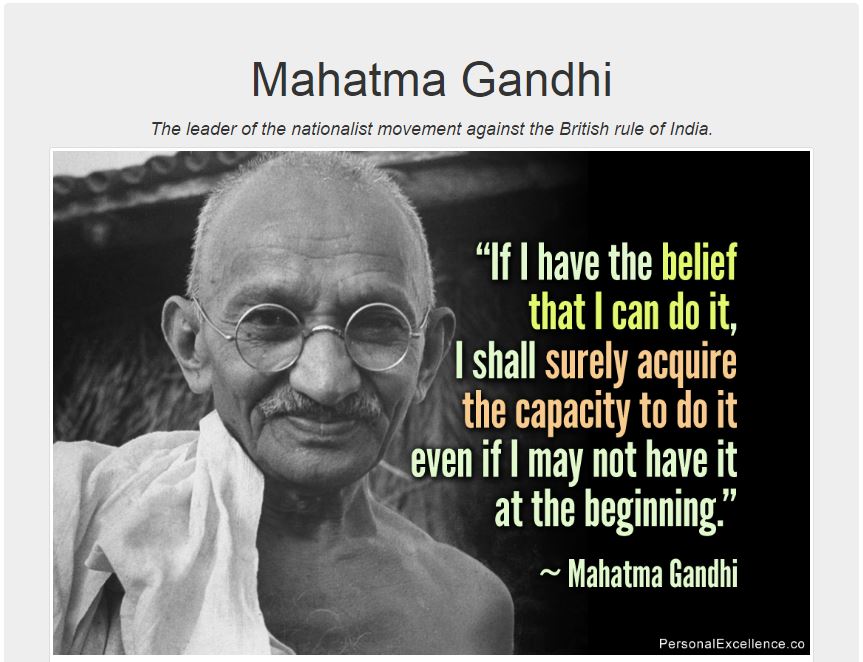 Mahatma Gandhi
The leader of the nationalist movement against the British rule of India.
“If I have the belief
that I can do it,
I shall surely acquire
the capacity to do it
even if I may not have it
at the beginning.”
~ Mahatma Gandhi
PersonalExcellence.co